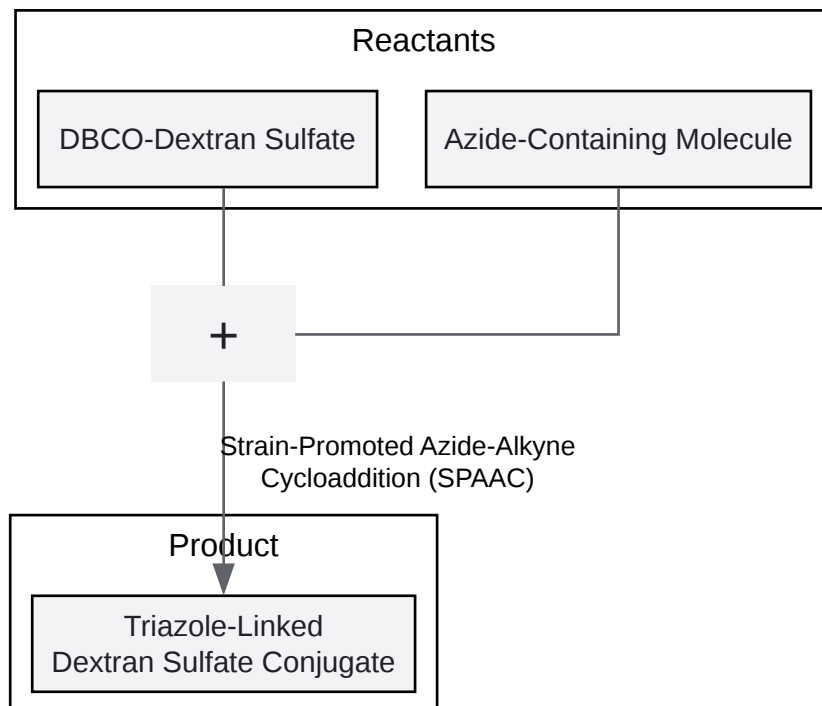 Reactants
DBCO-Dextran Sulfate
Azide-Containing Molecule
+
Strain-Promoted Azide-Alkyne
Cycloaddition (SPAAC)
Product
Triazole-Linked
Dextran Sulfate Conjugate